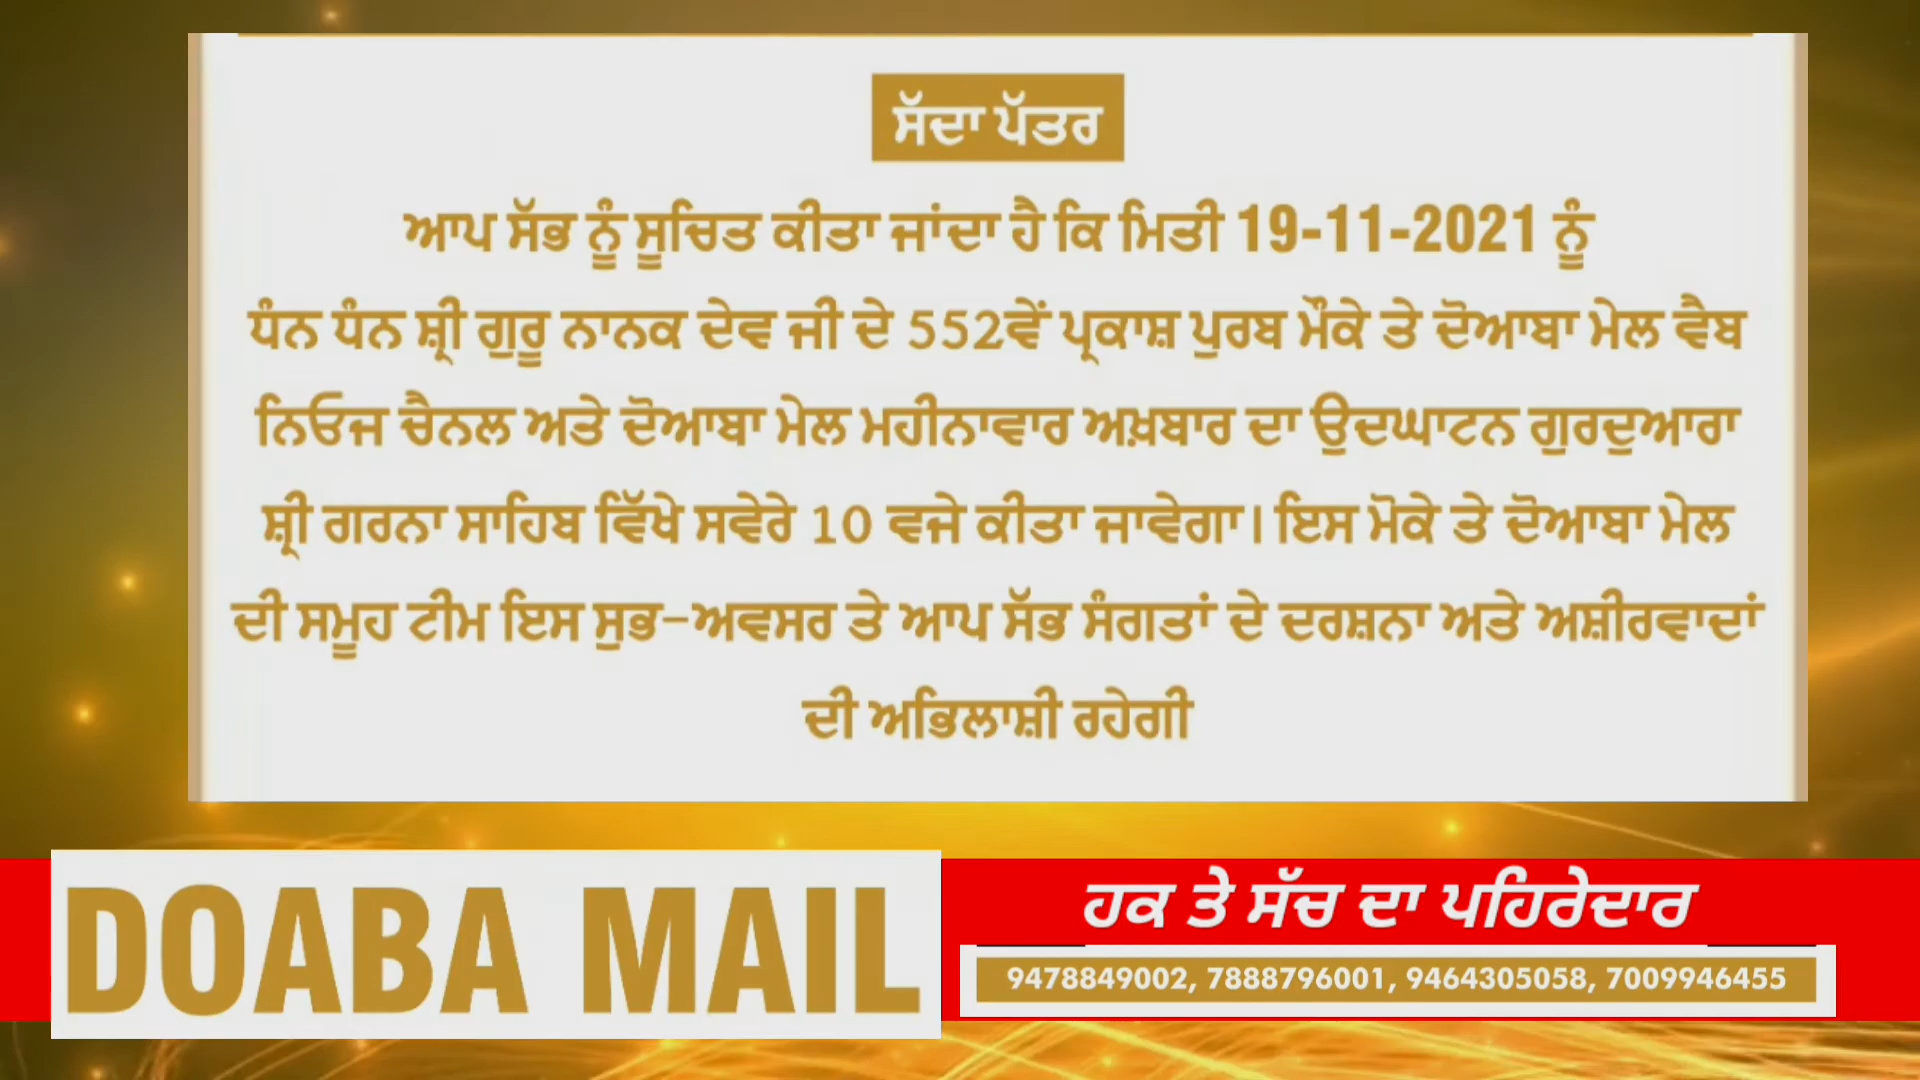 ਸੱਦਾ ਪੱਤਰ
ਆਪ ਸੱਭ ਨੂੰ ਸੂਚਿਤ ਕੀਤਾ ਜਾਂਦਾ ਹੈ ਕਿ ਮਿਤੀ 19-11-2021 ਨੂੰ
ਧੰਨ ਧੰਨ ਸ਼੍ਰੀ ਗੁਰੂ ਨਾਨਕ ਦੇਵ ਜੀ ਦੇ 552ਵੇਂ ਪ੍ਰਕਾਸ਼ ਪੁਰਬ ਮੌਕੇ ਤੇ ਦੋਆਬਾ ਮੇਲ ਵੈਬ
ਨਿਓਜ ਚੈਨਲ ਅਤੇ ਦੋਆਬਾ ਮੇਲ ਮਹੀਨਾਵਾਰ ਅਖ਼ਬਾਰ ਦਾ ਉਦਘਾਟਨ ਗੁਰਦੁਆਰਾ
ਸ਼੍ਰੀ ਗਰਨਾ ਸਾਹਿਬ ਵਿੱਖੇ ਸਵੇਰੇ 10 ਵਜੇ ਕੀਤਾ ਜਾਵੇਗਾ। ਇਸ ਮੋਕੇ ਤੇ ਦੋਆਬਾ ਮੇਲ
ਦੀ ਸਮੂਹ ਟੀਮ ਇਸ ਸੁਭ-ਅਵਸਰ ਤੇ ਆਪ ਸੱਭ ਸੰਗਤਾਂ ਦੇ ਦਰਸ਼ਨਾ ਅਤੇ ਅਸ਼ੀਰਵਾਦਾਂ
ਦੀ ਅਭਿਲਾਸ਼ੀ ਰਹੇਗੀ
DOABA MAIL
ਹਕ ਤੇ ਸੱਚ ਦਾ ਪਹਿਰੇਦਾਰ
9478849002, 7888796001, 9464305058, 7009946455